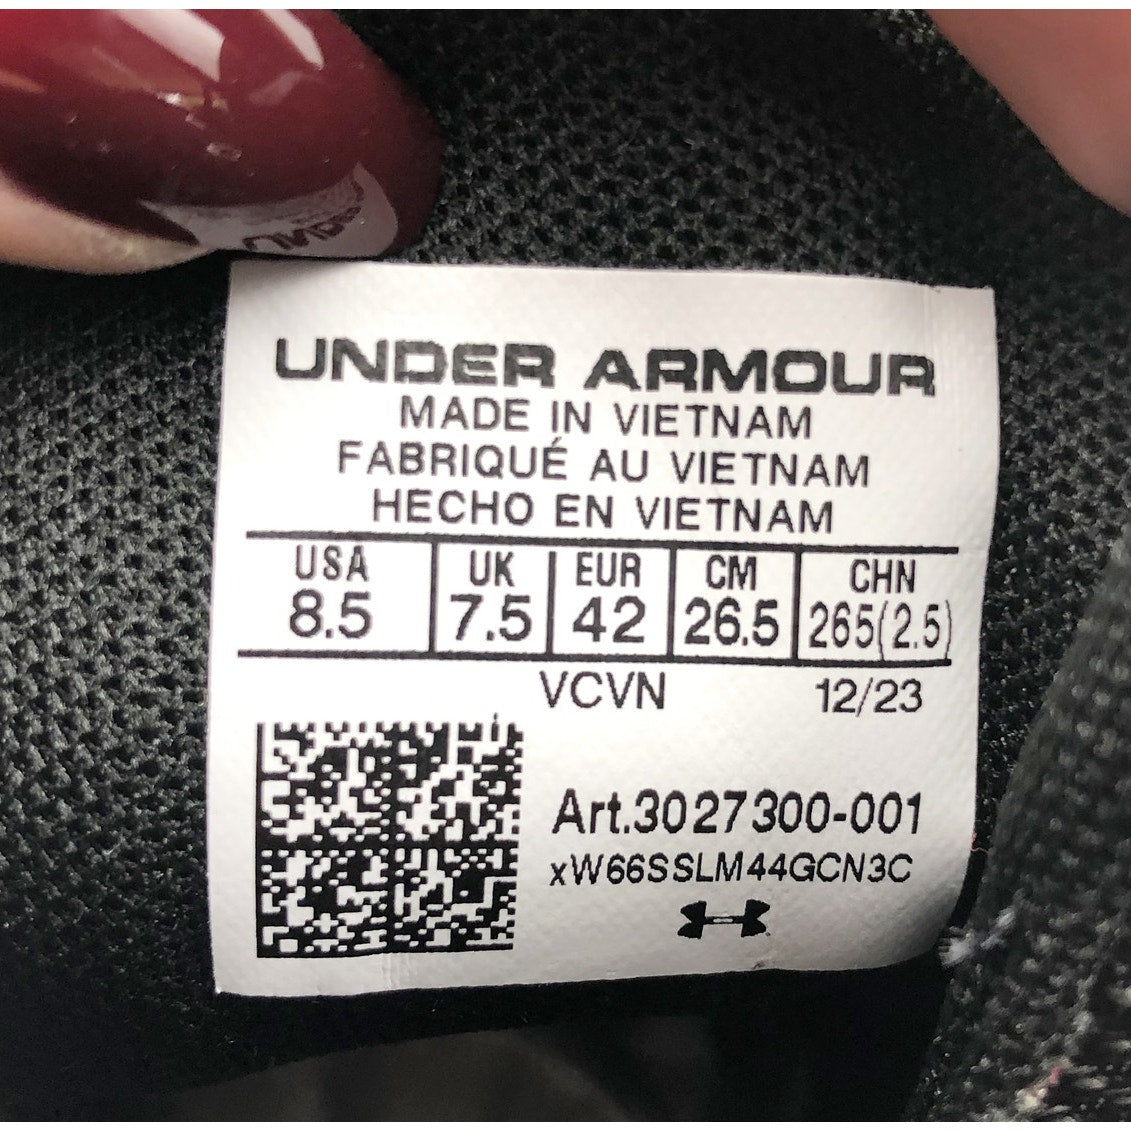 UNDER ARMOUR
MADE IN VIETNAM
FABRIQUÉ AU VIETNAM
HECHO EN VIETNAM
USA UK EUR CM CHN
8.5 7.5 42 26.5 265(2.5)
VCVN 12/23
Art.3027300-001
xW66SSLM44GCN3C